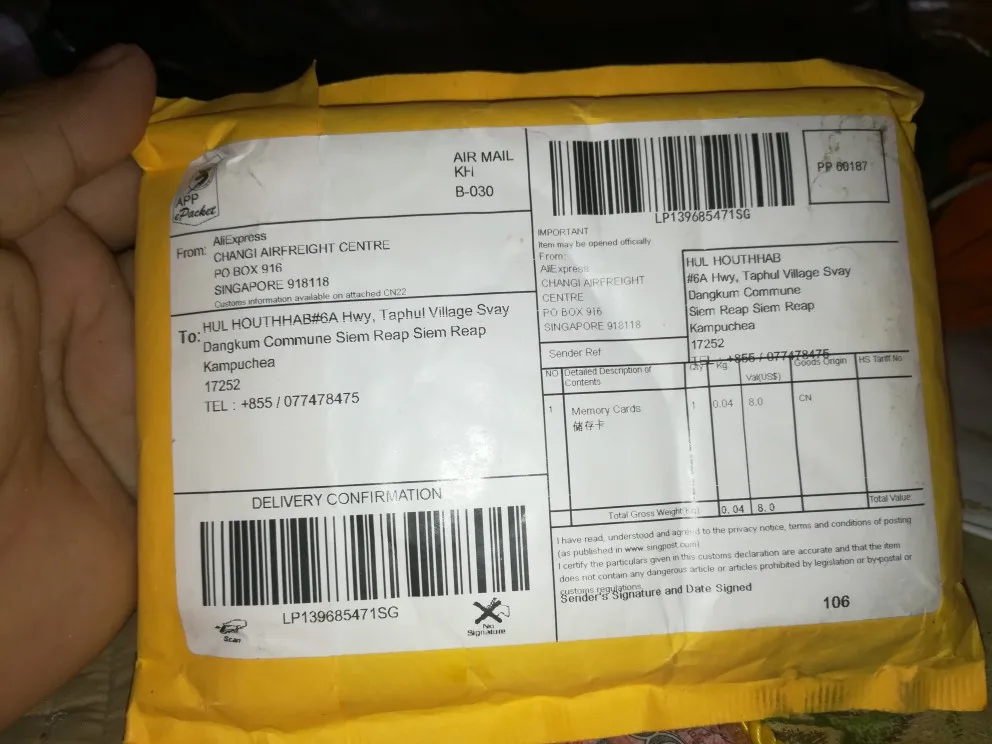 APP
ePacket
AIR MAIL
KH
B-030
From: AliExpress
CHANGI AIRFREIGHT CENTRE
PO BOX 916
SINGAPORE 918118
Customs information available on attached CN22
To: HUL HOUTHHAB#6A Hwy, Taphul Village Svay
Dangkum Commune Siem Reap Siem Reap
Kampuchea
17252
TEL : +855 / 077478475
DELIVERY CONFIRMATION
LP139685471SG
Scan
No
Signature
LP139685471SG
PP 60187
IMPORTANT
Item may be opened officially
From:
AliExpress
CHANGI AIRFREIGHT
CENTRE
PO BOX 916
SINGAPORE 918118
HUL HOUTHHAB
#6A Hwy, Taphul Village Svay
Dangkum Commune
Siem Reap Siem Reap
Kampuchea
17252
TEL : +855 / 077478475
Sender Ref
NO Detailed Description of Contents Qty Kg Val(US$) Goods Origin HS Tariff No
1 Memory Cards 1 0.04 8.0 CN
储存卡
Total Gross Weight(Kg) 0.04 8.0 Total Value
I have read, understood and agreed to the privacy notice, terms and conditions of posting
(as published in www.singpost.com)
I certify the particulars given in this customs declaration are accurate and that the item
does not contain any dangerous article or articles prohibited by legislation or by-postal or
customs regulations.
Sender's Signature and Date Signed
106